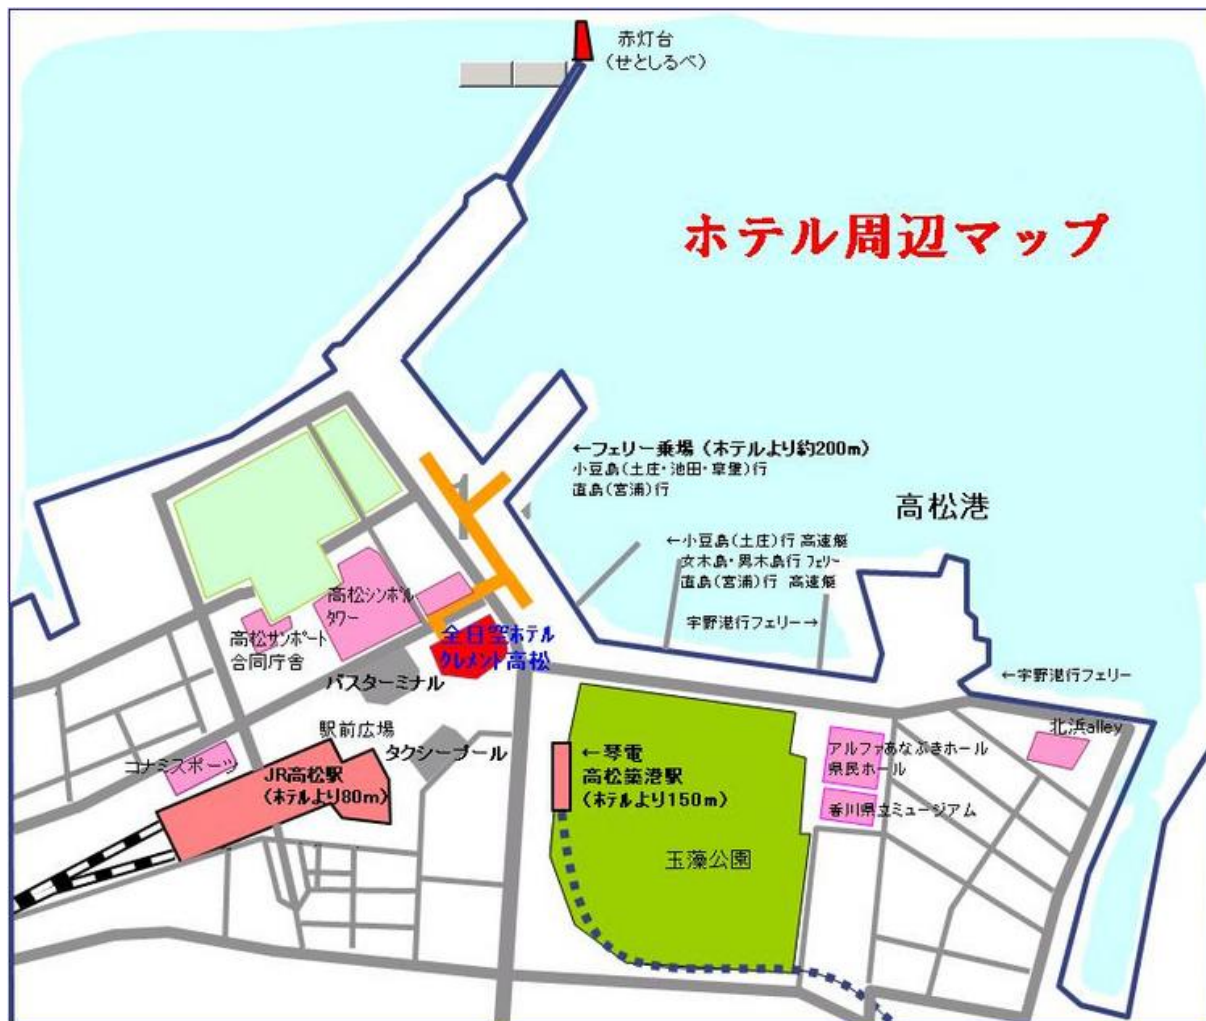 赤灯台
(せとしるべ)
ホテル周辺マップ
←フェリー乗場 (ホテルより約200m)
小豆島(土庄・池田・草壁)行
直島(宮浦)行
高松港
←小豆島(土庄)行 高速艇
女木島・男木島行 フェリー
直島(宮浦)行 高速艇
宇野港行フェリー→
←宇野港行フェリー
高松シンボル
タワー
高松サンポート
合同庁舎
全日空ホテル
クレメント高松
バスターミナル
駅前広場
タクシープール
コナミスポーツ
JR高松駅
(ホテルより80m)
←琴電
高松築港駅
(ホテルより150m)
北浜alley
アルファあなぶきホール
県民ホール
香川県立ミュージアム
玉藻公園